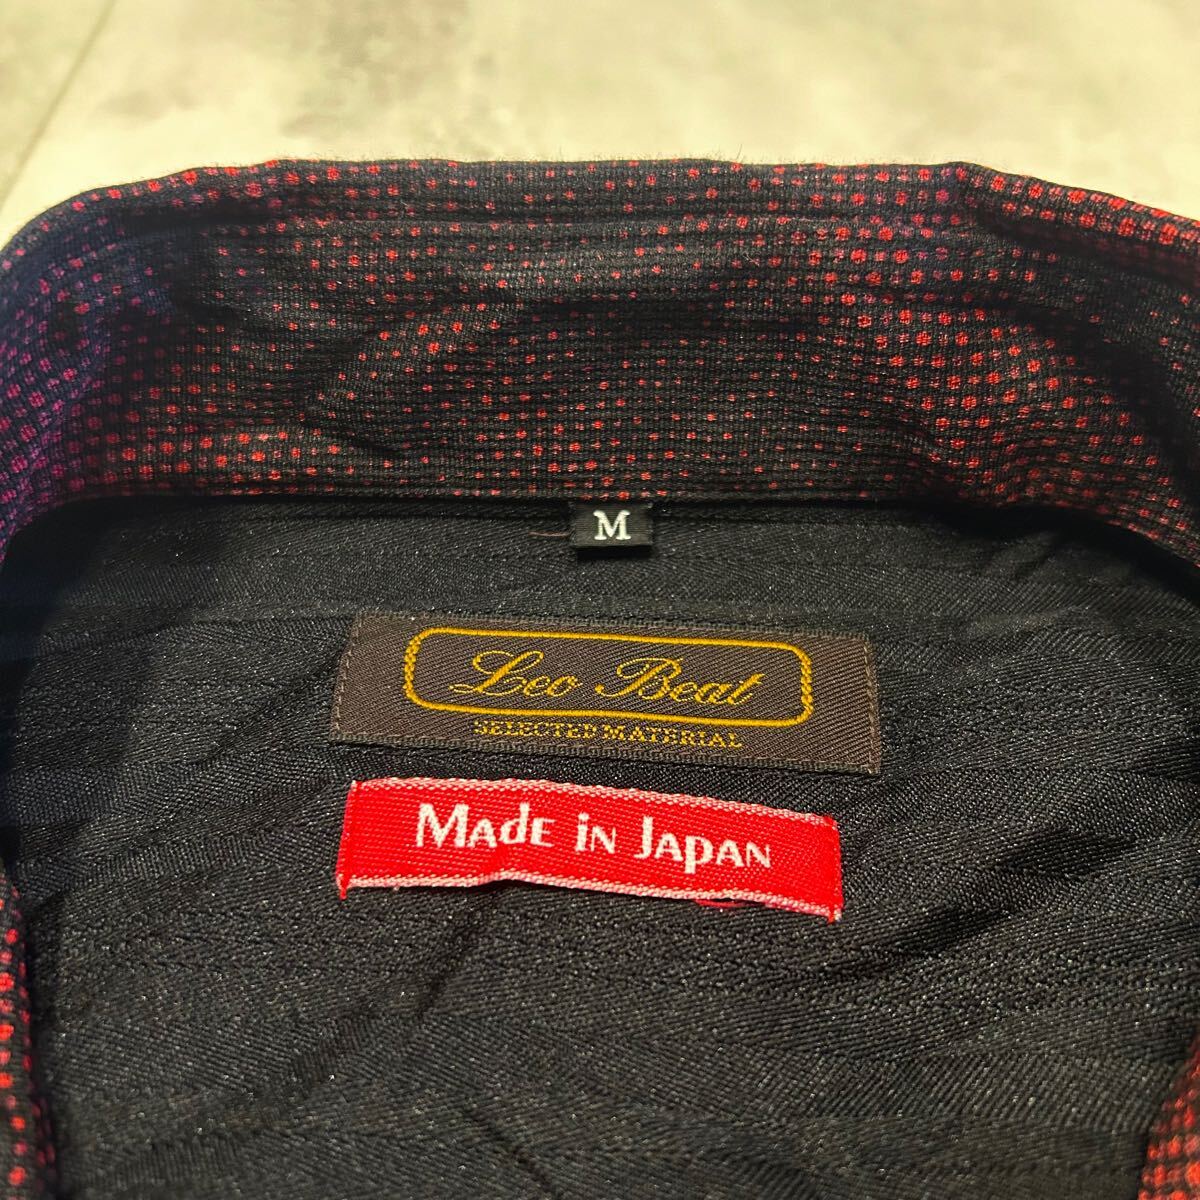 M
Leo Beat
SELECTED MATERIAL
MAdE iN JAPAN